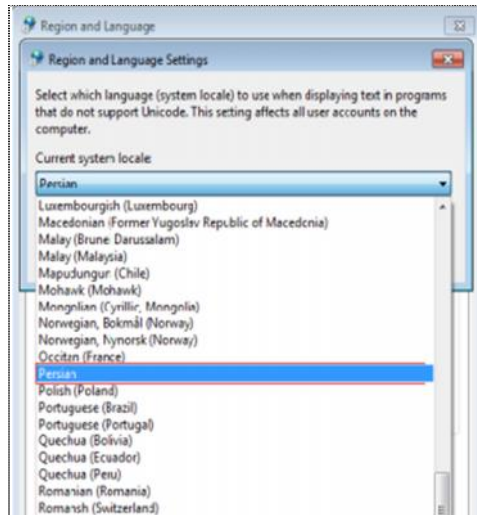 Region and Language
Region and Language Settings
Select which language (system locale) to use when displaying text in programs
that do not support Unicode. This setting affects all user accounts on the
computer.
Current system locale
Persian
Luxembourgish (Luxembourg)
Macedonian (Former Yugoslav Republic of Macedonia)
Malay (Brunei Darussalam)
Malay (Malaysia)
Mapudungun (Chile)
Mohawk (Mohawk)
Mongolian (Cyrillic, Mongolia)
Norwegian, Bokmål (Norway)
Norwegian, Nynorsk (Norway)
Occitan (France)
Persian
Polish (Poland)
Portuguese (Brazil)
Portuguese (Portugal)
Quechua (Bolivia)
Quechua (Ecuador)
Quechua (Peru)
Romanian (Romania)
Romansh (Switzerland)